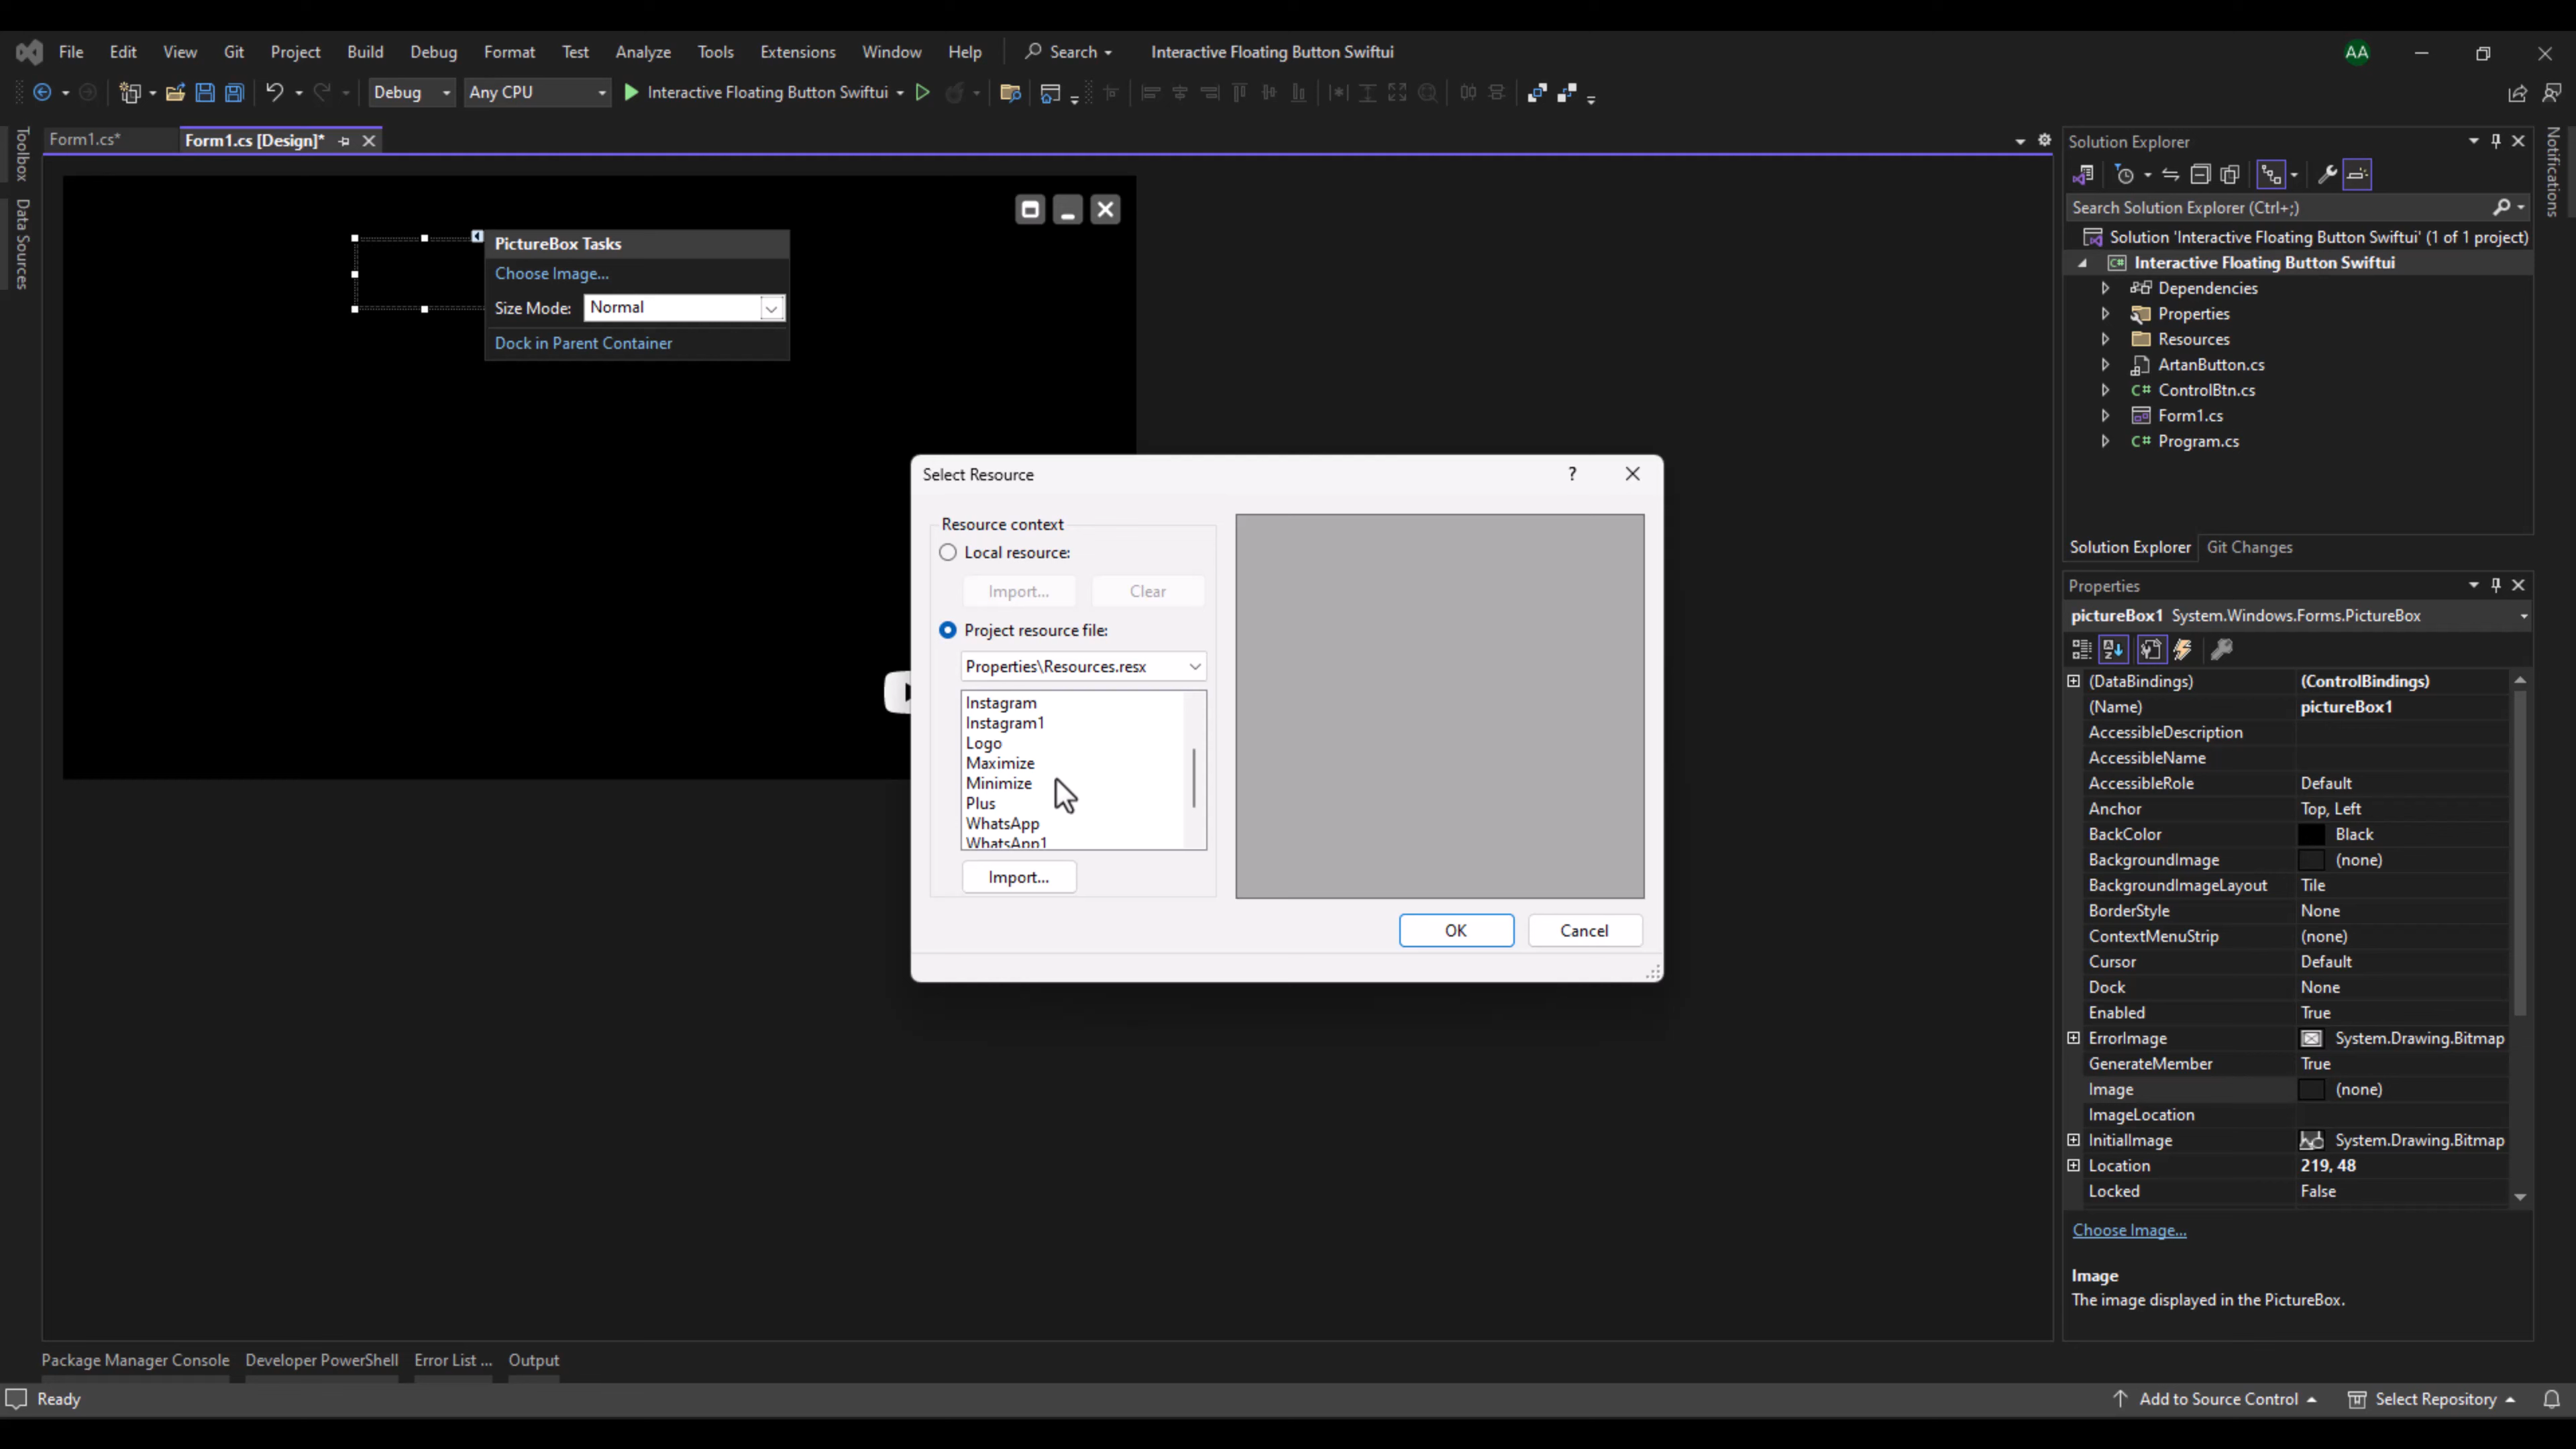 File Edit View Git Project Build Debug Format Test Analyze Tools Extensions Window Help Search Interactive Floating Button Swiftui AA
Debug Any CPU Interactive Floating Button Swiftui
Form1.cs* Form1.cs [Design]*
Toolbox
Data Sources
PictureBox Tasks
Choose Image...
Size Mode: Normal
Dock in Parent Container
Select Resource ?
Resource context
Local resource:
Import... Clear
Project resource file:
Properties\Resources.resx
Instagram
Instagram1
Logo
Maximize
Minimize
Plus
WhatsApp
WhatsApp1
Import...
OK Cancel
Solution Explorer
Search Solution Explorer (Ctrl+;)
Solution 'Interactive Floating Button Swiftui' (1 of 1 project)
C# Interactive Floating Button Swiftui
Dependencies
Properties
Resources
ArtanButton.cs
C# ControlBtn.cs
Form1.cs
C# Program.cs
Solution Explorer Git Changes
Notifications
Properties
pictureBox1 System.Windows.Forms.PictureBox
(DataBindings) (ControlBindings)
(Name) pictureBox1
AccessibleDescription
AccessibleName
AccessibleRole Default
Anchor Top, Left
BackColor Black
BackgroundImage (none)
BackgroundImageLayout Tile
BorderStyle None
ContextMenuStrip (none)
Cursor Default
Dock None
Enabled True
ErrorImage System.Drawing.Bitmap
GenerateMember True
Image (none)
ImageLocation
InitialImage System.Drawing.Bitmap
Location 219, 48
Locked False
Choose Image...
Image
The image displayed in the PictureBox.
Package Manager Console Developer PowerShell Error List ... Output
Ready Add to Source Control Select Repository